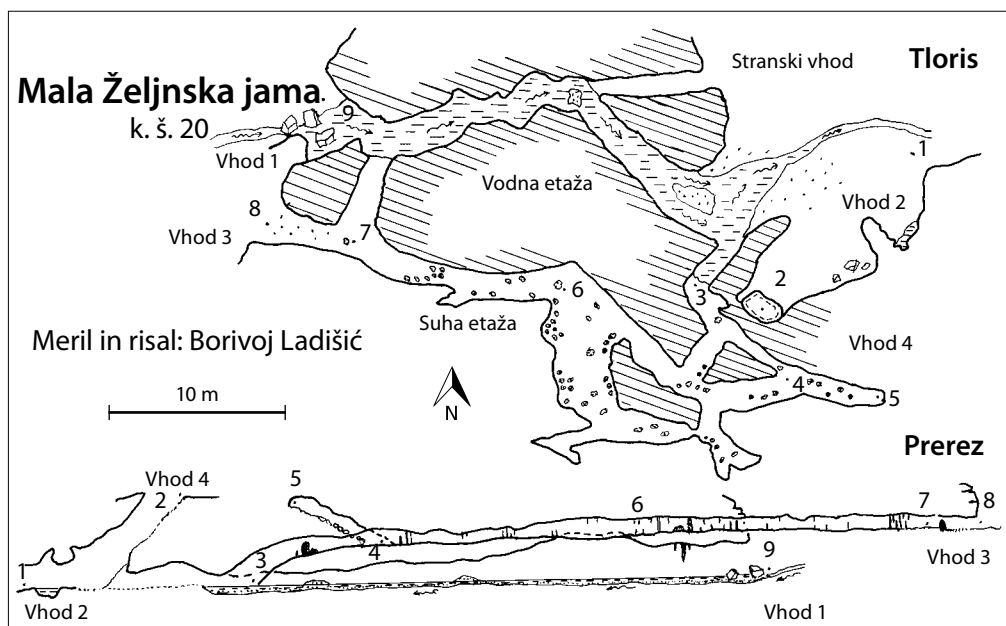 Stranski vhod
Tloris
Mala Željnska jama
k. š. 20
9
1
Vhod 1
Vodna etaža
Vhod 2
8
Vhod 3
7
6
3
2
Suha etaža
Meril in risal: Borivoj Ladišić
Vhod 4
4
5
10 m
N
Prerez
Vhod 4
2
5
6
7
8
3
4
9
1
Vhod 3
Vhod 2
Vhod 1